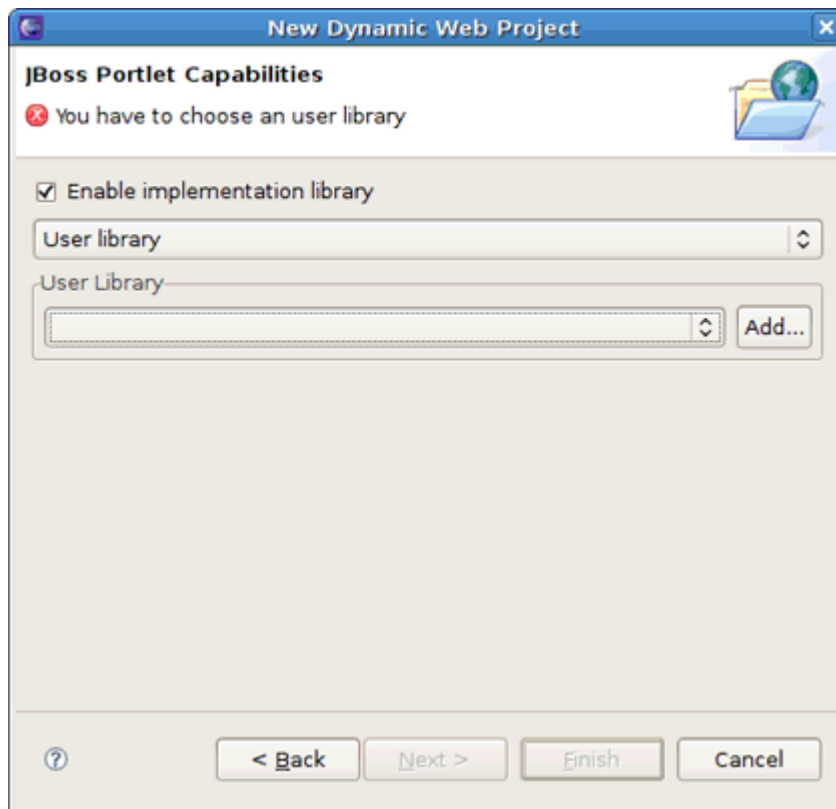 New Dynamic Web Project
JBoss Portlet Capabilities
You have to choose an user library
Enable implementation library
User library
User Library
Add...
< Back Next > Finish Cancel